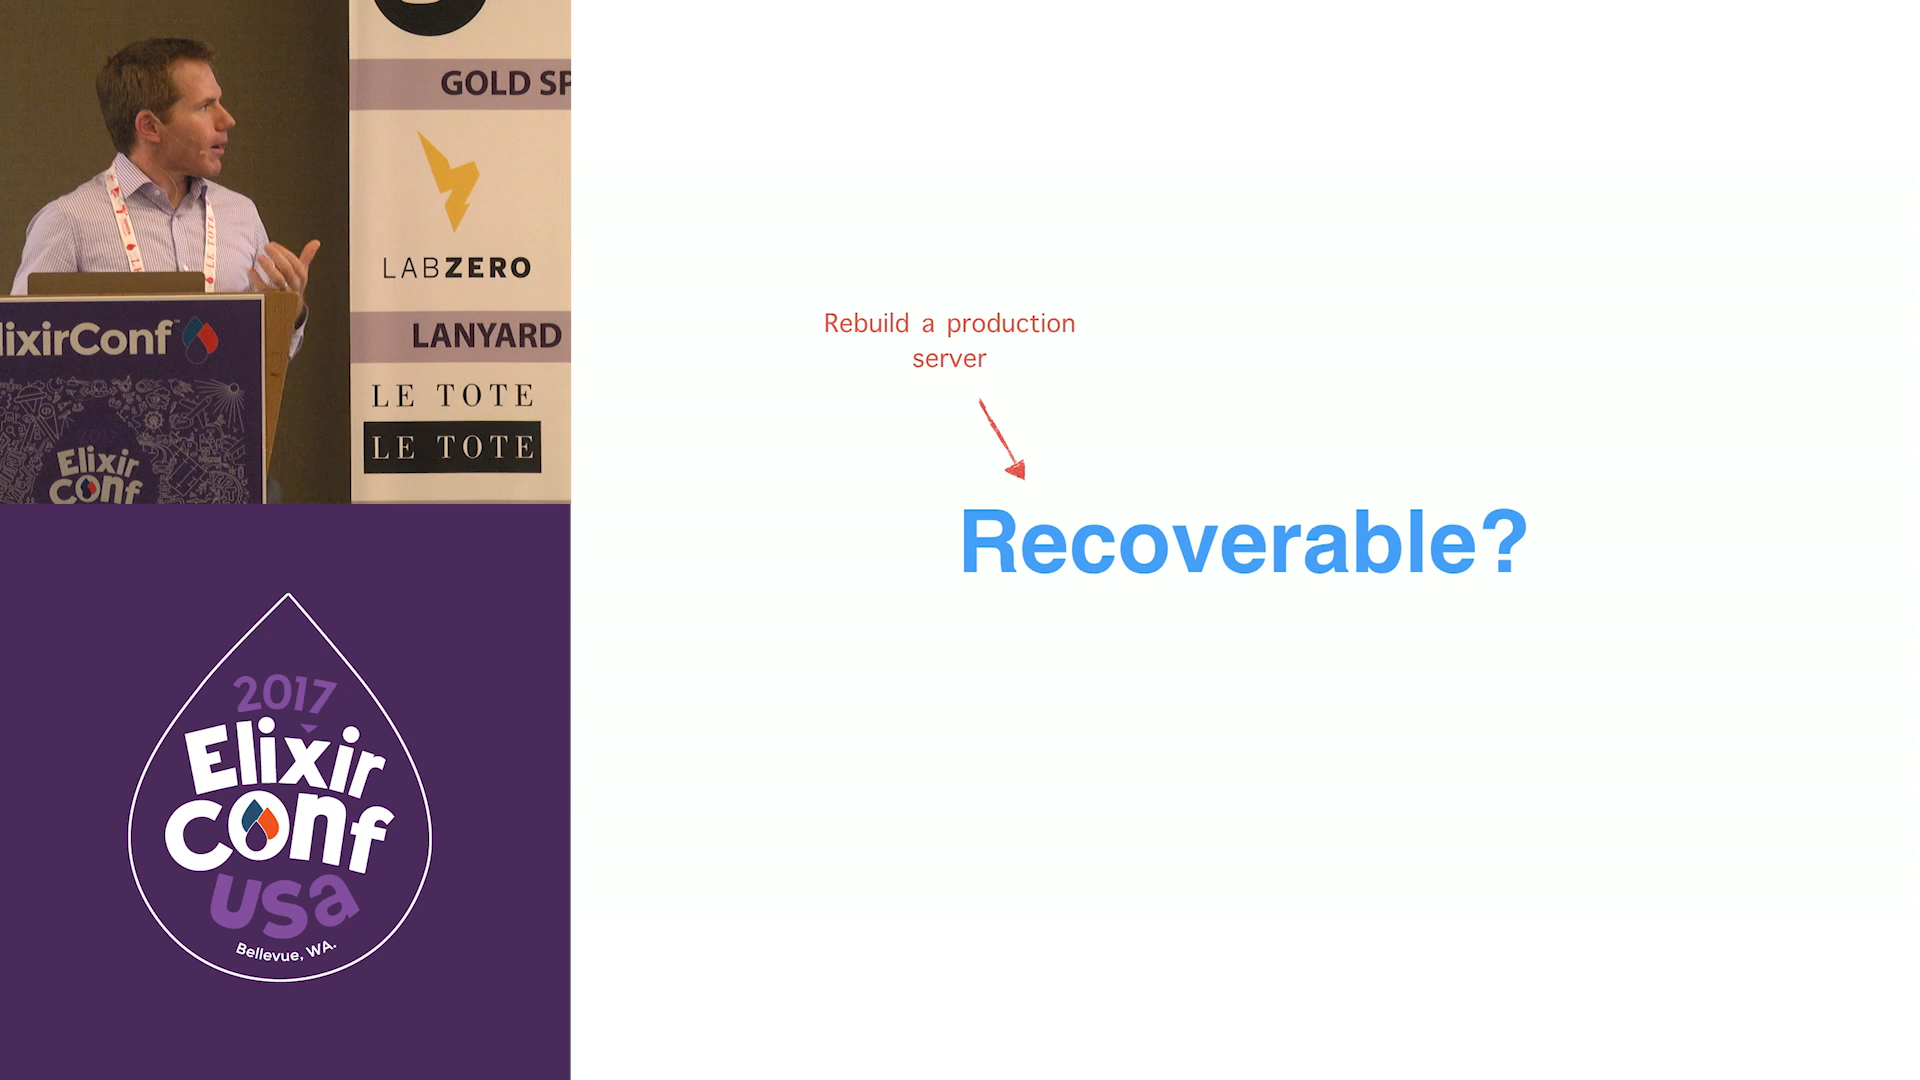 GOLD SP
LABZERO
LANYARD
LE TOTE
LE TOTE
lixirConf™
Elixir
Conf
2017
Elixir
Conf
USA
Bellevue, WA.
Rebuild a production
server
Recoverable?